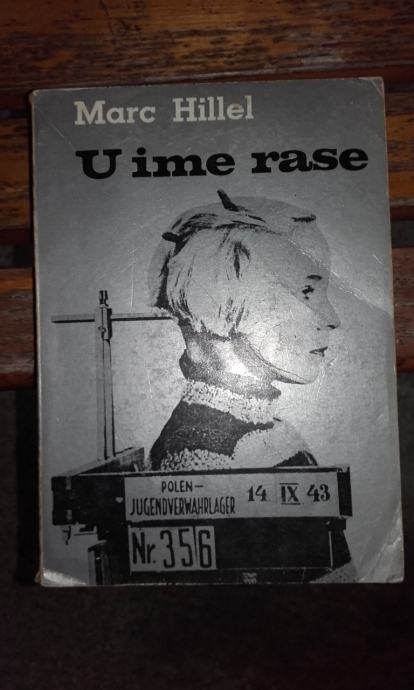 Marc Hillel
U ime rase
POLEN—
JUGENDVERWAHRLAGER
14 IX 43
Nr. 356